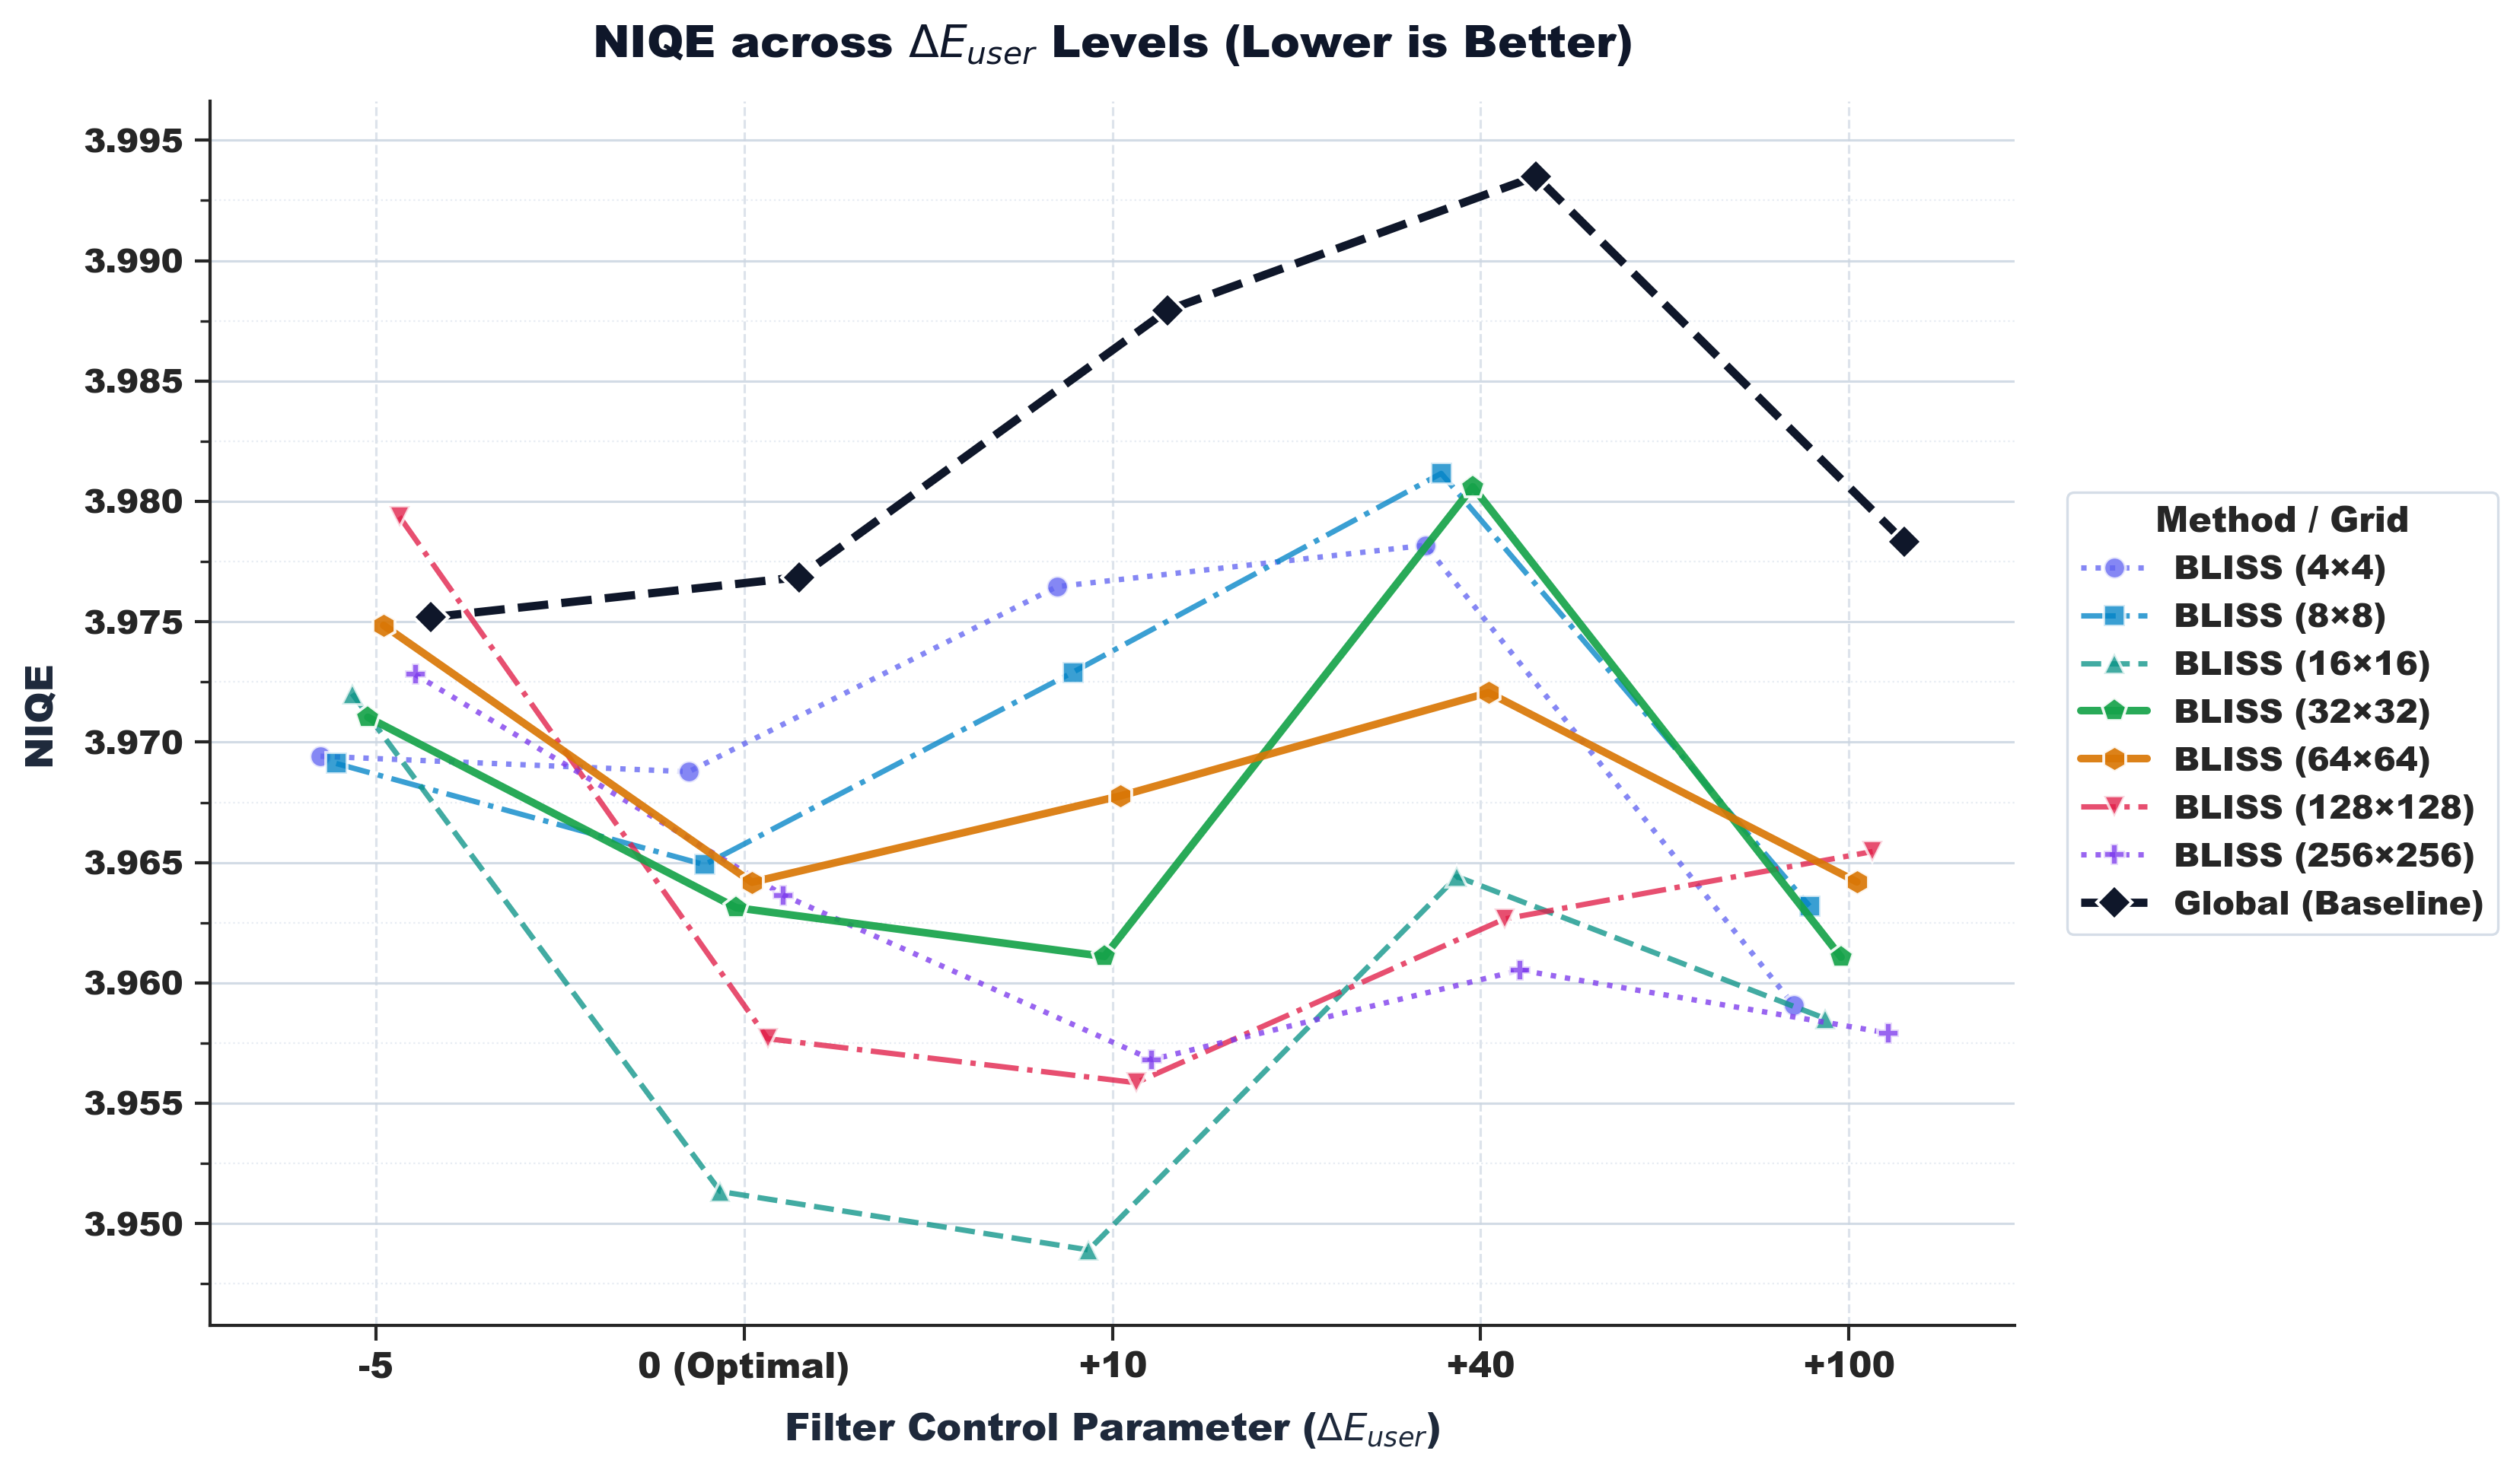 NIQE across ΔE_user Levels (Lower is Better)
3.995
3.990
3.985
3.980
3.975
3.970
3.965
3.960
3.955
3.950
NIQE
-5
0 (Optimal)
+10
+40
+100
Filter Control Parameter (ΔE_user)
Method / Grid
BLISS (4×4)
BLISS (8×8)
BLISS (16×16)
BLISS (32×32)
BLISS (64×64)
BLISS (128×128)
BLISS (256×256)
Global (Baseline)